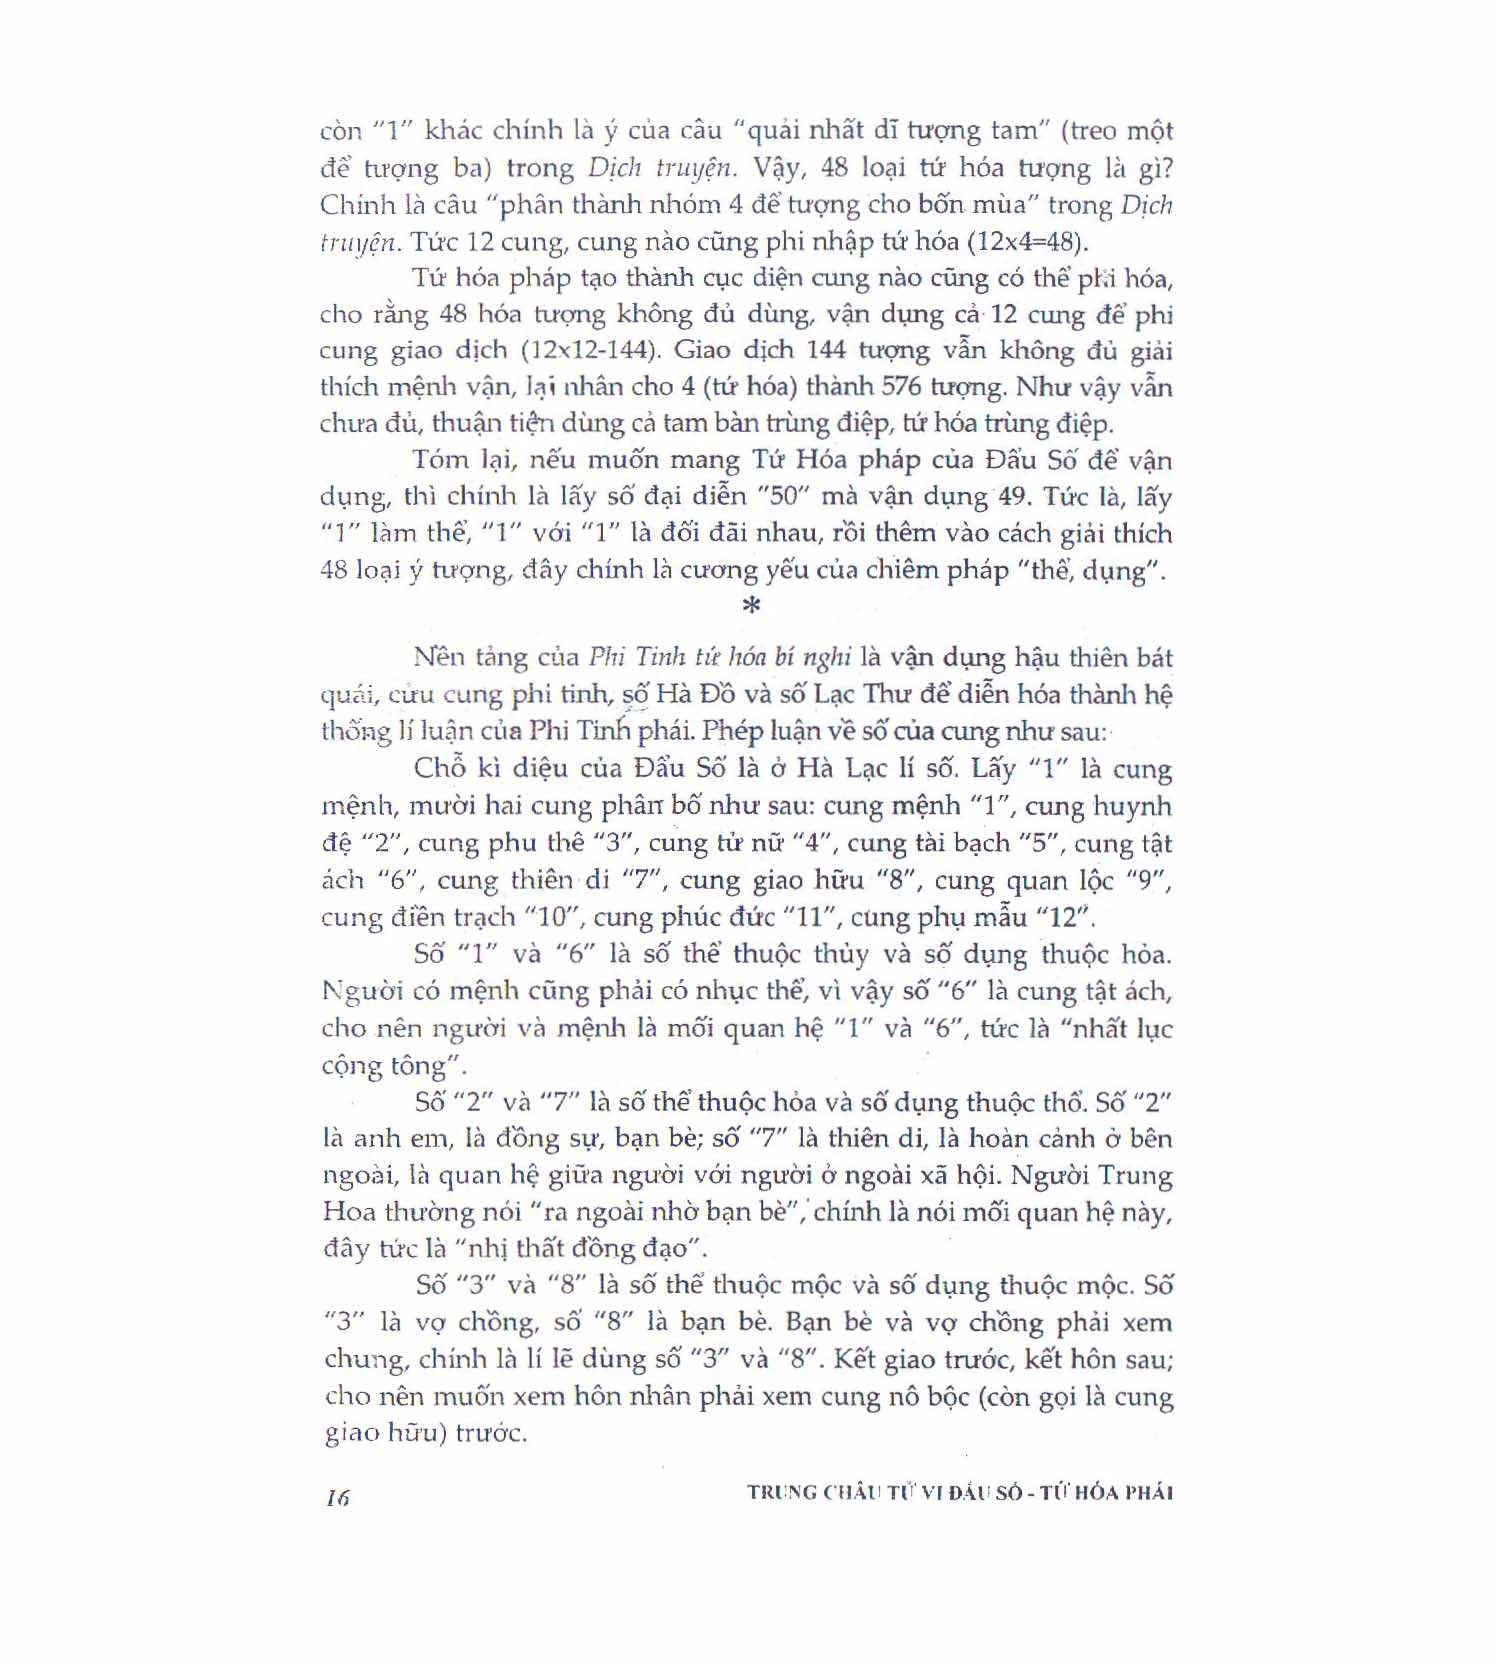 còn "1" khác chính là ý của câu "quải nhất dĩ tượng tam" (treo một
để tượng ba) trong Dịch truyện. Vậy, 48 loại tứ hóa tượng là gì?
Chính là câu "phân thành nhóm 4 để tượng cho bốn mùa" trong Dịch
truyện. Tức 12 cung, cung nào cũng phi nhập tứ hóa (12x4=48).
Tứ hóa pháp tạo thành cục diện cung nào cũng có thể phi hóa,
cho rằng 48 hóa tượng không đủ dùng, vận dụng cả 12 cung để phi
cung giao dịch (12x12-144). Giao dịch 144 tượng vẫn không đủ giải
thích mệnh vận, lại nhân cho 4 (tứ hóa) thành 576 tượng. Như vậy vẫn
chưa đủ, thuận tiện dùng cả tam bàn trùng điệp, tứ hóa trùng điệp.
Tóm lại, nếu muốn mang Tứ Hóa pháp của Đẩu Số để vận
dụng, thì chính là lấy số đại diễn "50" mà vận dụng 49. Tức là, lấy
"1" làm thể, "1" với "1" là đối đãi nhau, rồi thêm vào cách giải thích
48 loại ý tượng, đây chính là cương yếu của chiêm pháp "thể, dụng".
*
Nền tảng của Phi Tinh tứ hóa bí nghi là vận dụng hậu thiên bát
quái, cửu cung phi tinh, số Hà Đồ và số Lạc Thư để diễn hóa thành hệ
thống lí luận của Phi Tinh phái. Phép luận về số của cung như sau:
Chỗ kì diệu của Đẩu Số là ở Hà Lạc lí số. Lấy "1" là cung
mệnh, mười hai cung phân bố như sau: cung mệnh "1", cung huynh
đệ "2", cung phu thê "3", cung tử nữ "4", cung tài bạch "5", cung tật
ách "6", cung thiên di "7", cung giao hữu "8", cung quan lộc "9",
cung điền trạch "10", cung phúc đức "11", cung phụ mẫu "12".
Số "1" và "6" là số thể thuộc thủy và số dụng thuộc hỏa.
Người có mệnh cũng phải có nhục thể, vì vậy số "6" là cung tật ách,
cho nên người và mệnh là mối quan hệ "1" và "6", tức là "nhất lục
cộng tông".
Số "2" và "7" là số thể thuộc hỏa và số dụng thuộc thổ. Số "2"
là anh em, là đồng sự, bạn bè; số "7" là thiên di, là hoàn cảnh ở bên
ngoài, là quan hệ giữa người với người ở ngoài xã hội. Người Trung
Hoa thường nói "ra ngoài nhờ bạn bè", chính là nói mối quan hệ này,
đây tức là "nhị thất đồng đạo".
Số "3" và "8" là số thể thuộc mộc và số dụng thuộc mộc. Số
"3" là vợ chồng, số "8" là bạn bè. Bạn bè và vợ chồng phải xem
chung, chính là lí lẽ dùng số "3" và "8". Kết giao trước, kết hôn sau;
cho nên muốn xem hôn nhân phải xem cung nô bộc (còn gọi là cung
giao hữu) trước.
16
TRUNG CHÂU TỬ VI ĐẨU SỐ - TỨ HÓA PHÁI